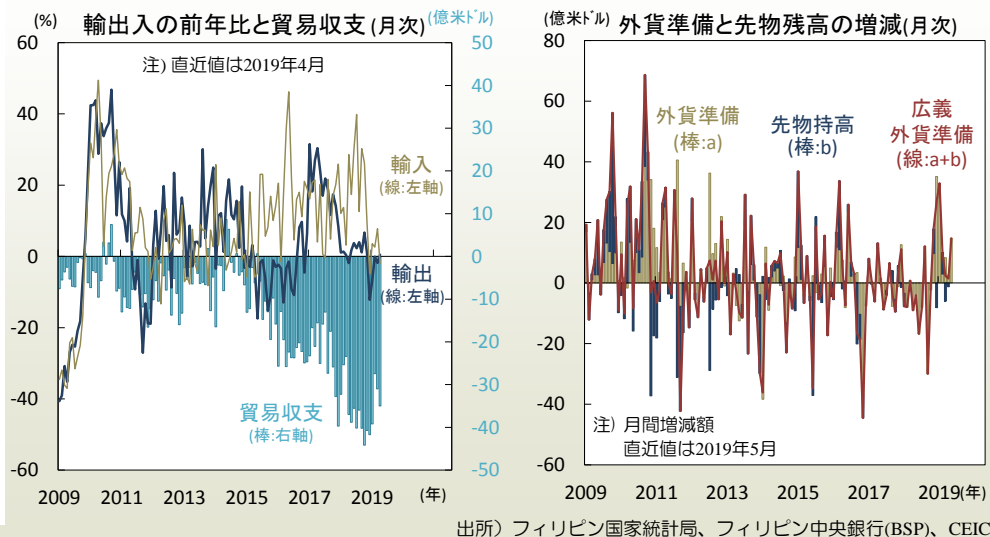 輸出入の前年比と貿易収支(月次)
(%)
(億米ドル)
注) 直近値は2019年4月
60
40
20
0
-20
-40
-60
50
40
30
20
10
0
-10
-20
-30
-40
-50
輸入
(線:左軸)
輸出
(線:左軸)
貿易収支
(棒:右軸)
2009 2011 2013 2015 2017 2019 (年)
外貨準備と先物残高の増減(月次)
(億米ドル)
80
60
40
20
0
-20
-40
-60
外貨準備
(棒:a)
先物持高
(棒:b)
広義
外貨準備
(線:a+b)
注) 月間増減額
直近値は2019年5月
2009 2011 2013 2015 2017 2019(年)
出所）フィリピン国家統計局、フィリピン中央銀行(BSP)、CEIC